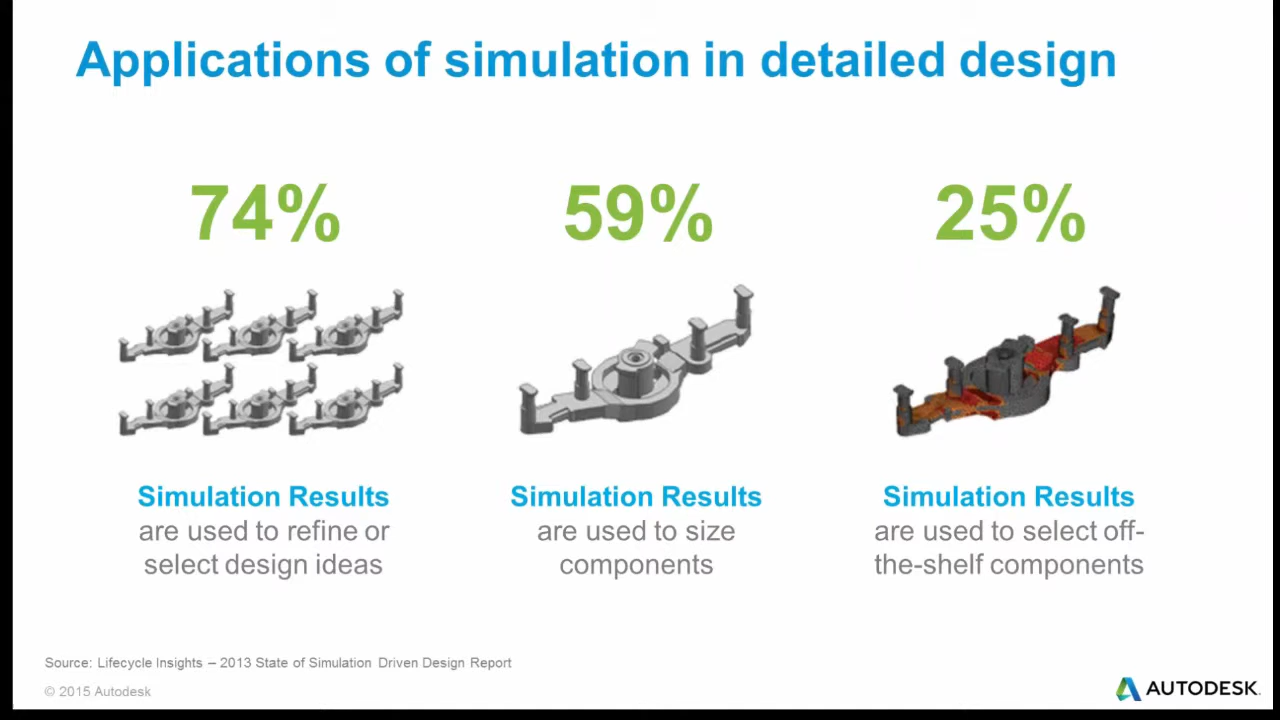 Applications of simulation in detailed design
74%
59%
25%
Simulation Results
are used to refine or
select design ideas
Simulation Results
are used to size
components
Simulation Results
are used to select off-
the-shelf components
Source: Lifecycle Insights – 2013 State of Simulation Driven Design Report
© 2015 Autodesk
AUTODESK.